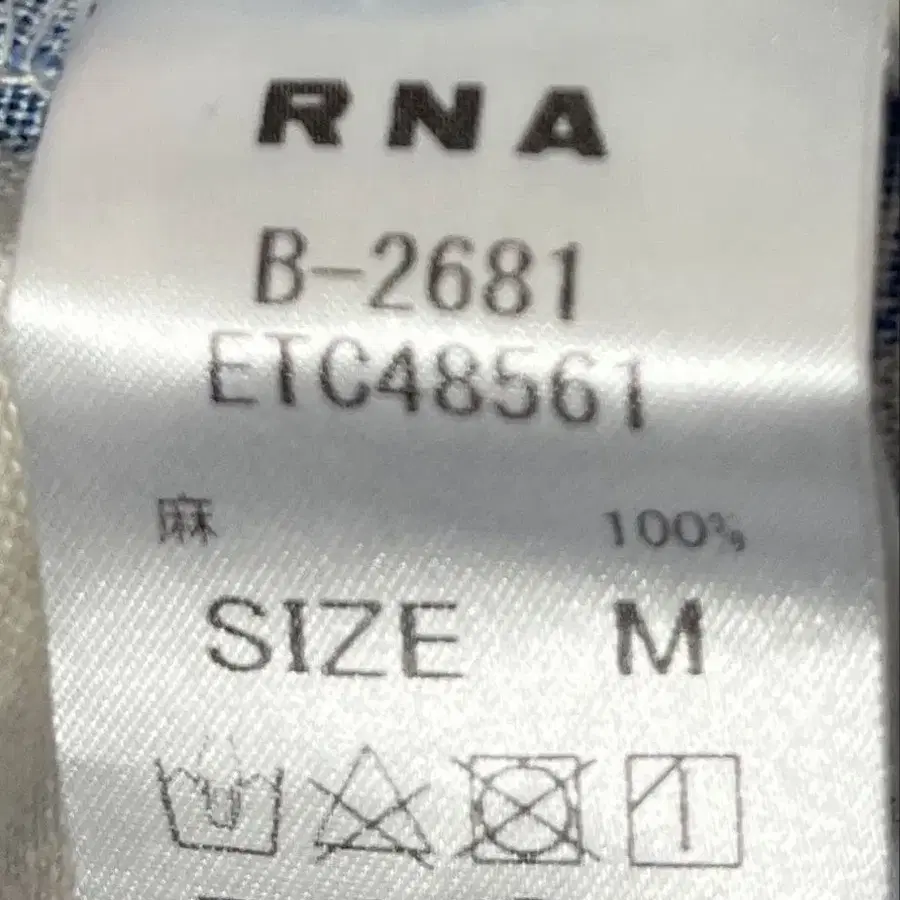 RNA
B-2681
ETC48561
麻 100%
SIZE M